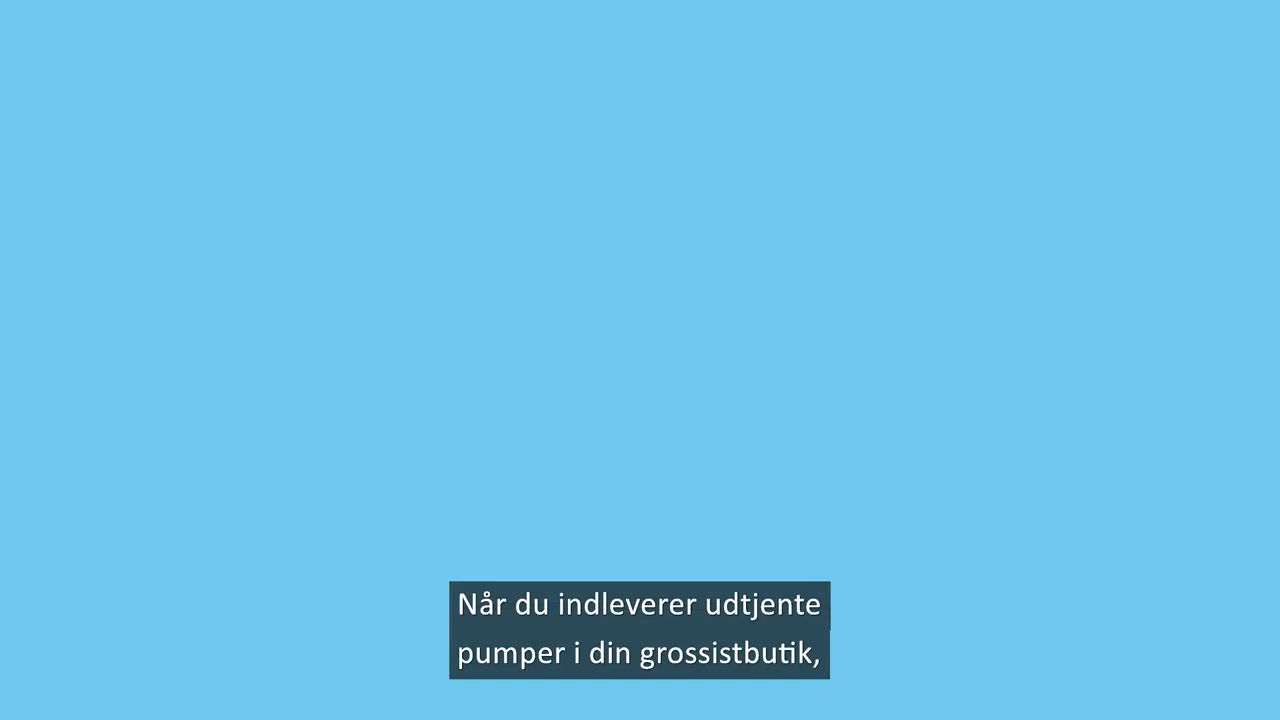 Når du indleverer udtjente
pumper i din grossistbutik,